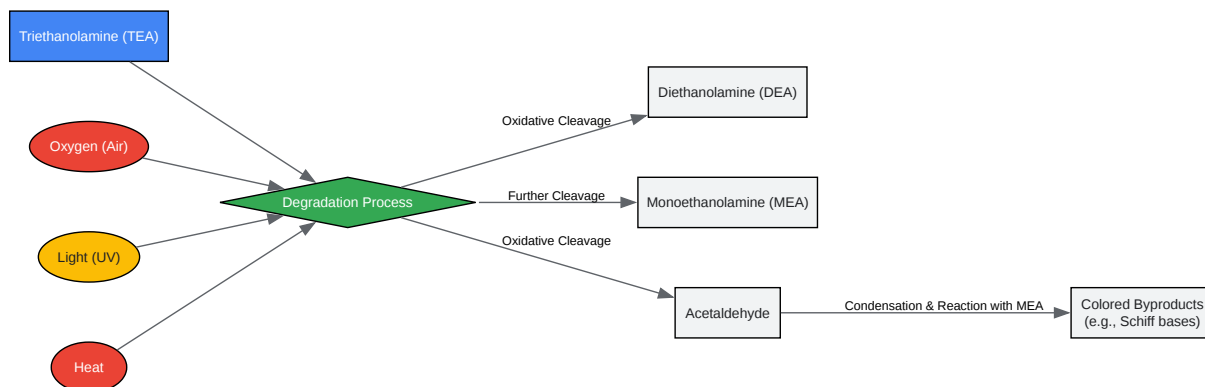 Triethanolamine (TEA)
Oxygen (Air)
Light (UV)
Heat
Degradation Process
Oxidative Cleavage
Further Cleavage
Oxidative Cleavage
Diethanolamine (DEA)
Monoethanolamine (MEA)
Acetaldehyde
Condensation & Reaction with MEA
Colored Byproducts
(e.g., Schiff bases)